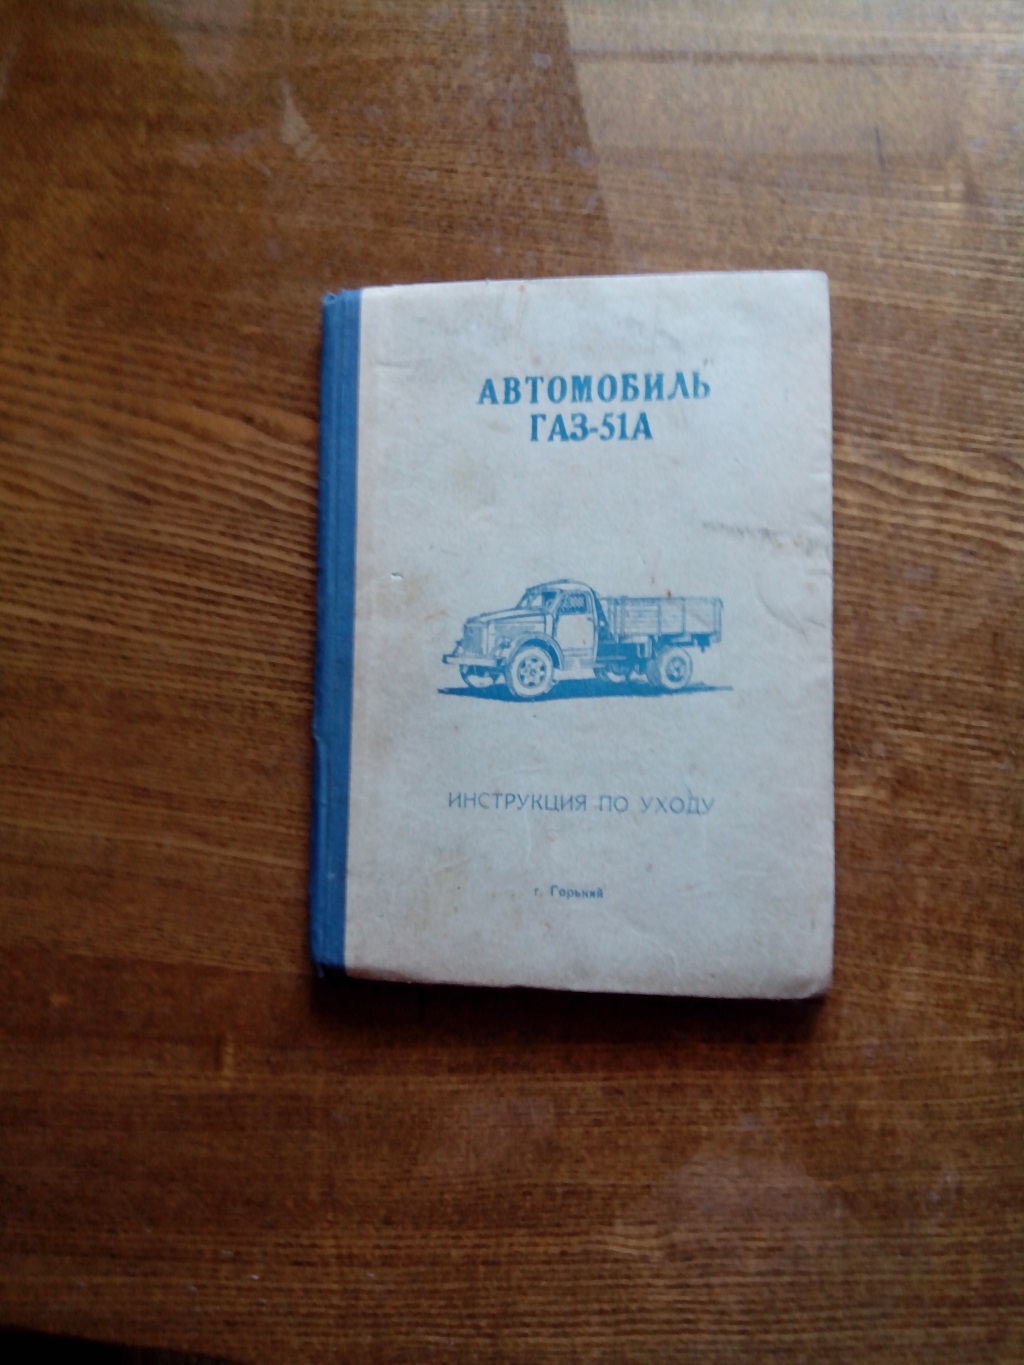 АВТОМОБИЛЬ
ГАЗ-51А
ИНСТРУКЦИЯ ПО УХОДУ
г. Горький